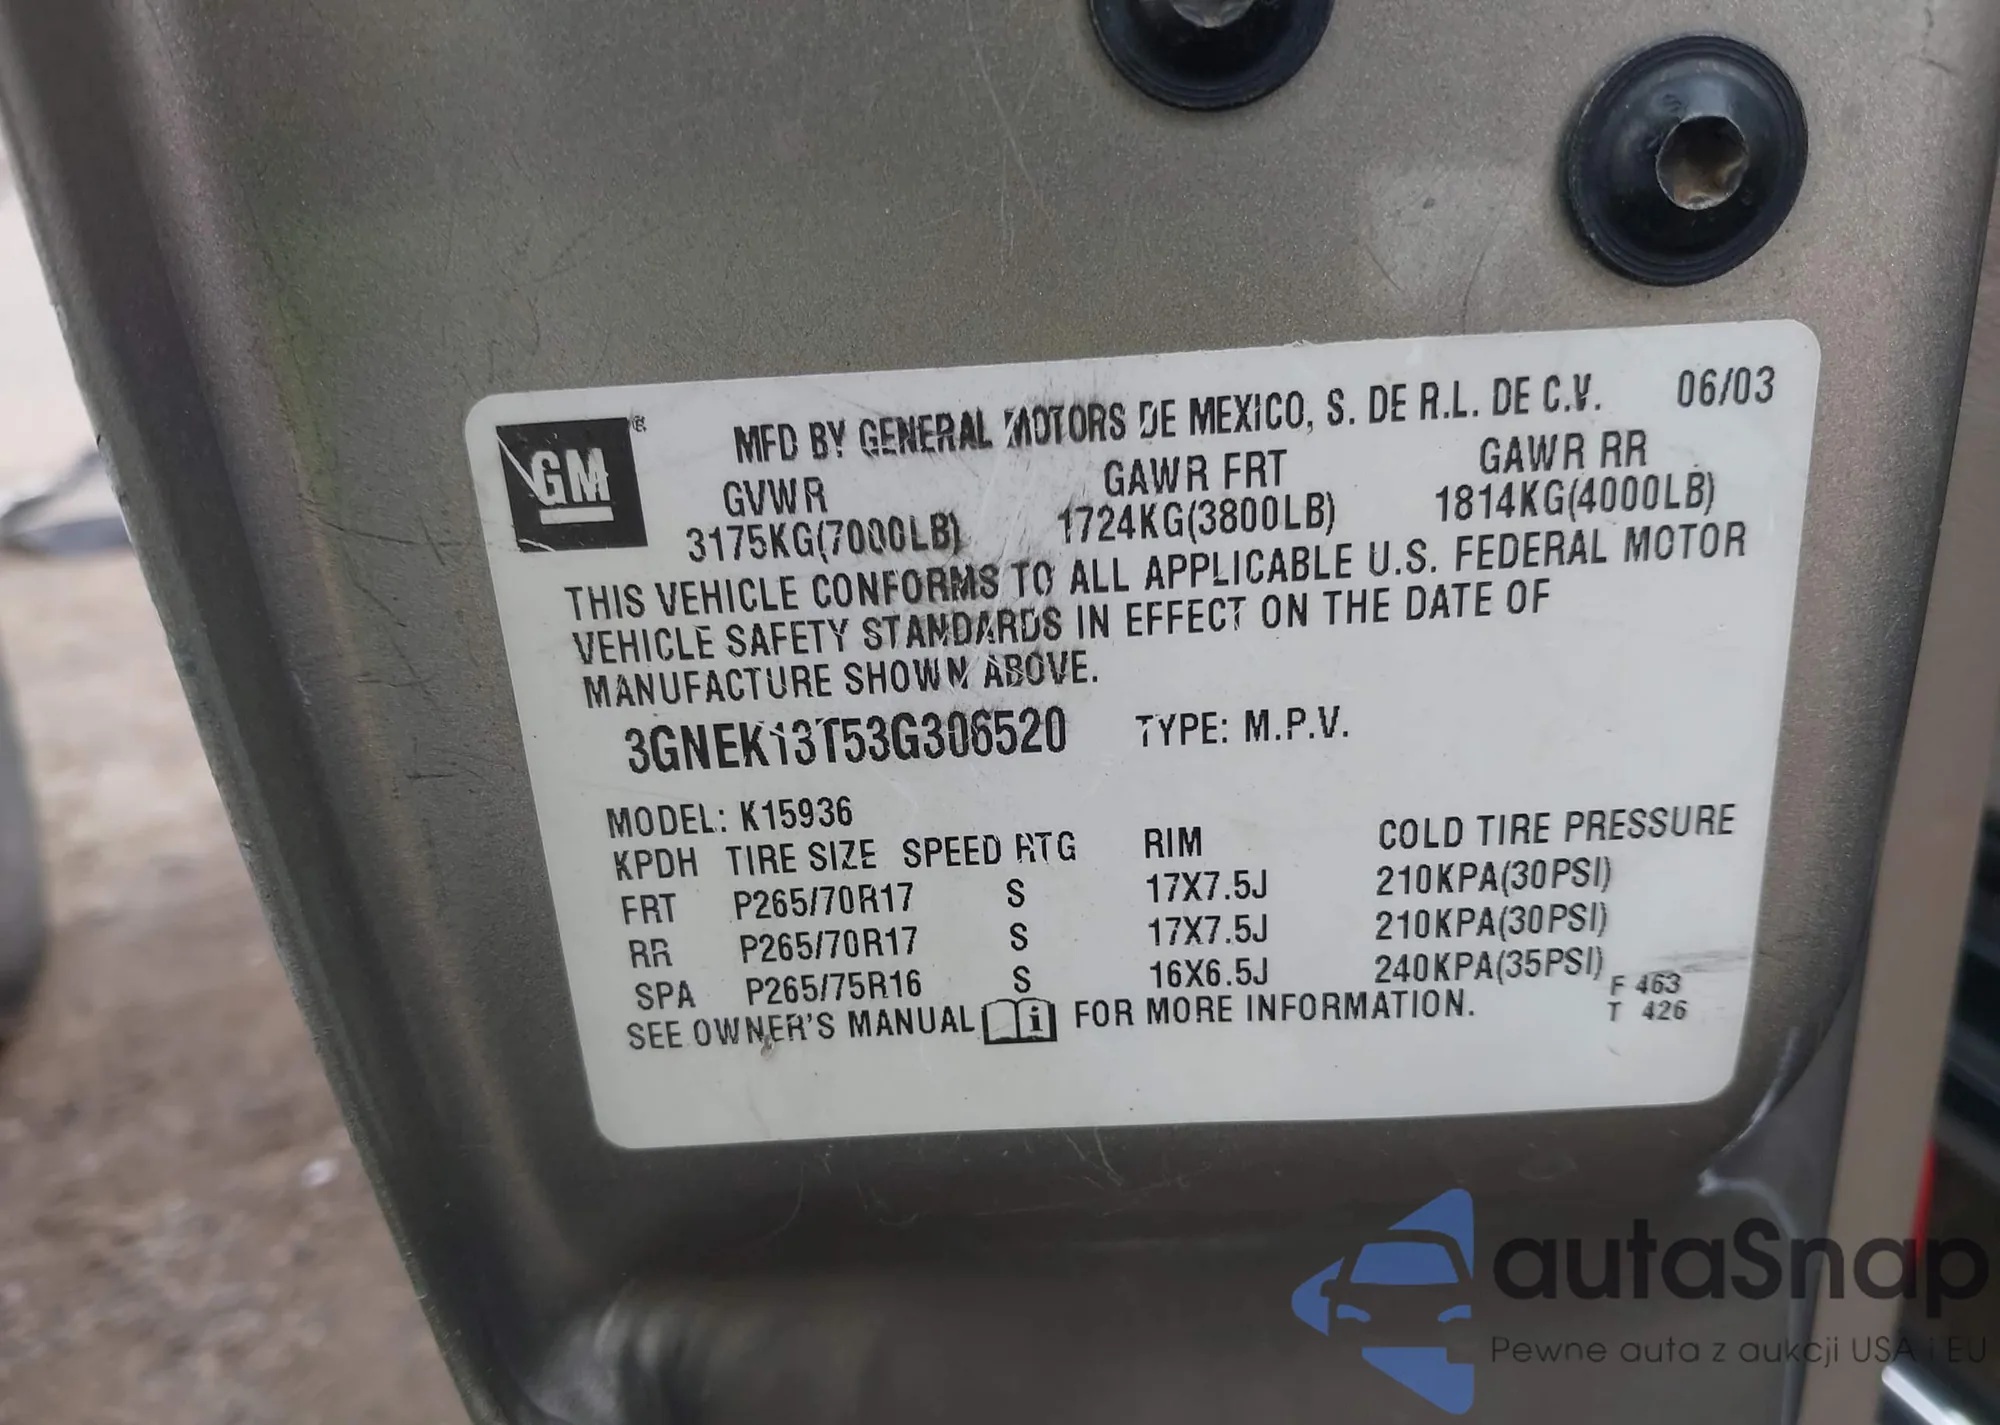 GM®
MFD BY GENERAL MOTORS DE MEXICO, S. DE R.L. DE C.V. 06/03
GVWR GAWR FRT GAWR RR
3175KG(7000LB) 1724KG(3800LB) 1814KG(4000LB)
THIS VEHICLE CONFORMS TO ALL APPLICABLE U.S. FEDERAL MOTOR
VEHICLE SAFETY STANDARDS IN EFFECT ON THE DATE OF
MANUFACTURE SHOWN ABOVE.
3GNEK13T53G306520 TYPE: M.P.V.
MODEL: K15936
KPDH TIRE SIZE SPEED RTG RIM COLD TIRE PRESSURE
FRT P265/70R17 S 17X7.5J 210KPA(30PSI)
RR P265/70R17 S 17X7.5J 210KPA(30PSI)
SPA P265/75R16 S 16X6.5J 240KPA(35PSI)
SEE OWNER'S MANUAL i FOR MORE INFORMATION.
F 463
T 426
autaSnap
Pewne auta z aukcji USA i EU